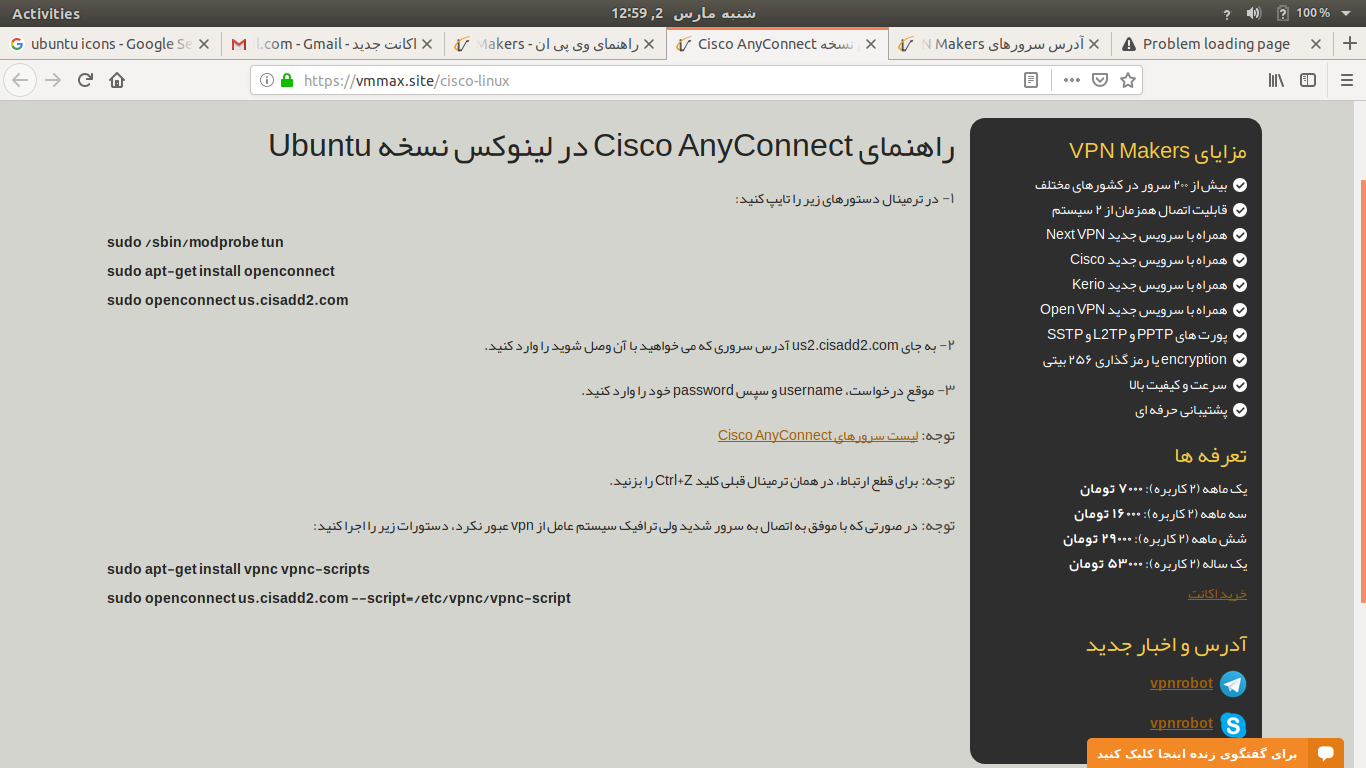 Activities
شنبه مارس 2, 12:59
100 %
ubuntu icons - Google Se
اکانت جدید - l.com - Gmail
راهنمای وی پی ان - Makers
نسخه Cisco AnyConnect
آدرس سرورهای N Makers
Problem loading page
https://vmmax.site/cisco-linux
راهنمای Cisco AnyConnect در لینوکس نسخه Ubuntu
۱- در ترمینال دستورهای زیر را تایپ کنید:
sudo /sbin/modprobe tun
sudo apt-get install openconnect
sudo openconnect us.cisadd2.com
۲- به جای us2.cisadd2.com آدرس سروری که می خواهید با آن وصل شوید را وارد کنید.
۳- موقع درخواست، username و سپس password خود را وارد کنید.
توجه: لیست سرورهای Cisco AnyConnect
توجه: برای قطع ارتباط، در همان ترمینال قبلی کلید Ctrl+Z را بزنید.
توجه: در صورتی که با موفق به اتصال به سرور شدید ولی ترافیک سیستم عامل از vpn عبور نکرد، دستورات زیر را اجرا کنید:
sudo apt-get install vpnc vpnc-scripts
sudo openconnect us.cisadd2.com --script=/etc/vpnc/vpnc-script
مزایای VPN Makers
بیش از ۲۰۰ سرور در کشورهای مختلف
قابلیت اتصال همزمان از ۲ سیستم
همراه با سرویس جدید Next VPN
همراه با سرویس جدید Cisco
همراه با سرویس جدید Kerio
همراه با سرویس جدید Open VPN
پورت های PPTP و L2TP و SSTP
encryption یا رمز گذاری ۲۵۶ بیتی
سرعت و کیفیت بالا
پشتیبانی حرفه ای
تعرفه ها
یک ماهه (۲ کاربره): ۷۰۰۰ تومان
سه ماهه (۲ کاربره): ۱۶۰۰۰ تومان
شش ماهه (۲ کاربره): ۲۹۰۰۰ تومان
یک ساله (۲ کاربره): ۵۳۰۰۰ تومان
خرید اکانت
آدرس و اخبار جدید
vpnrobot
vpnrobot
برای گفتگوی زنده اینجا کلیک کنید